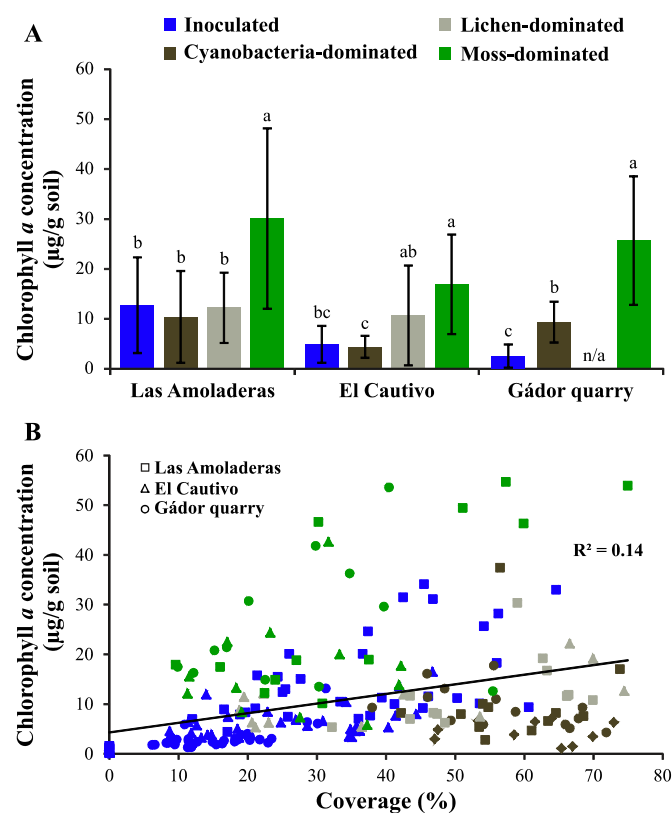 A
Inoculated
Lichen-dominated
Cyanobacteria-dominated
Moss-dominated
Chlorophyll a concentration
(µg/g soil)
60
50
40
30
20
10
0
b
b
b
a
bc
c
ab
a
c
b
n/a
a
Las Amoladeras
El Cautivo
Gádor quarry
B
Las Amoladeras
El Cautivo
Gádor quarry
Chlorophyll a concentration
(µg/g soil)
60
50
40
30
20
10
0
R² = 0.14
0 10 20 30 40 50 60 70 80
Coverage (%)